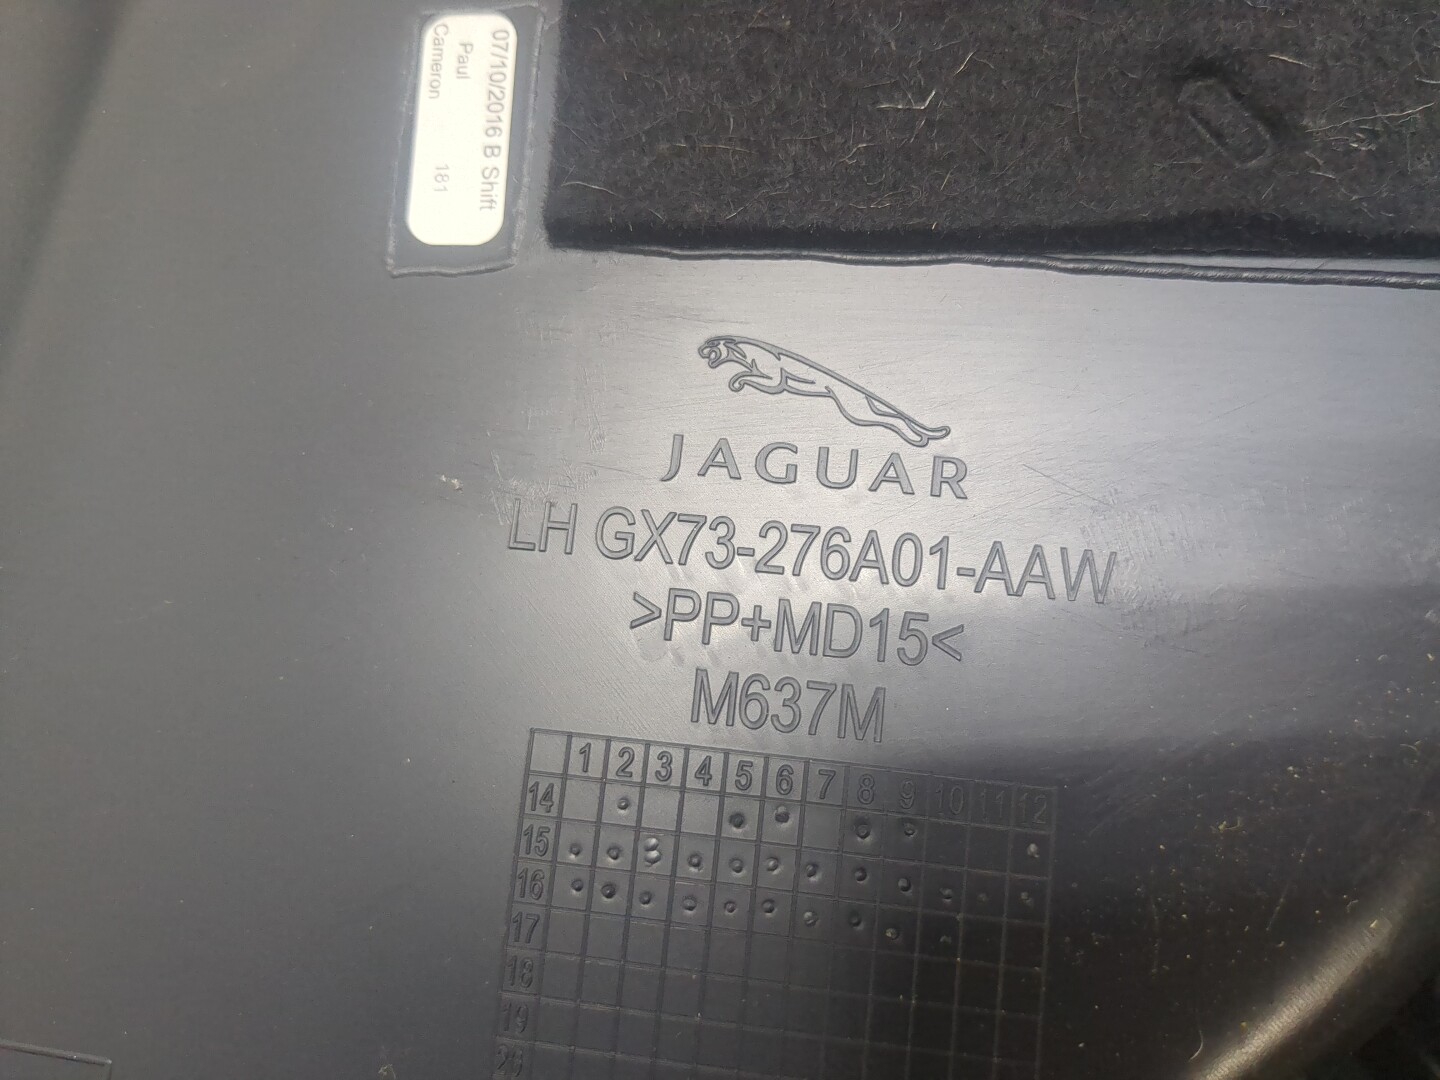 07/10/2016 B Shift
Paul
Cameron 181
JAGUAR
LH GX73-276A01-AAW
>PP+MD15<
M637M
1 2 3 4 5 6 7 8 9 10 11 12
14
15
16
17
18
19
20